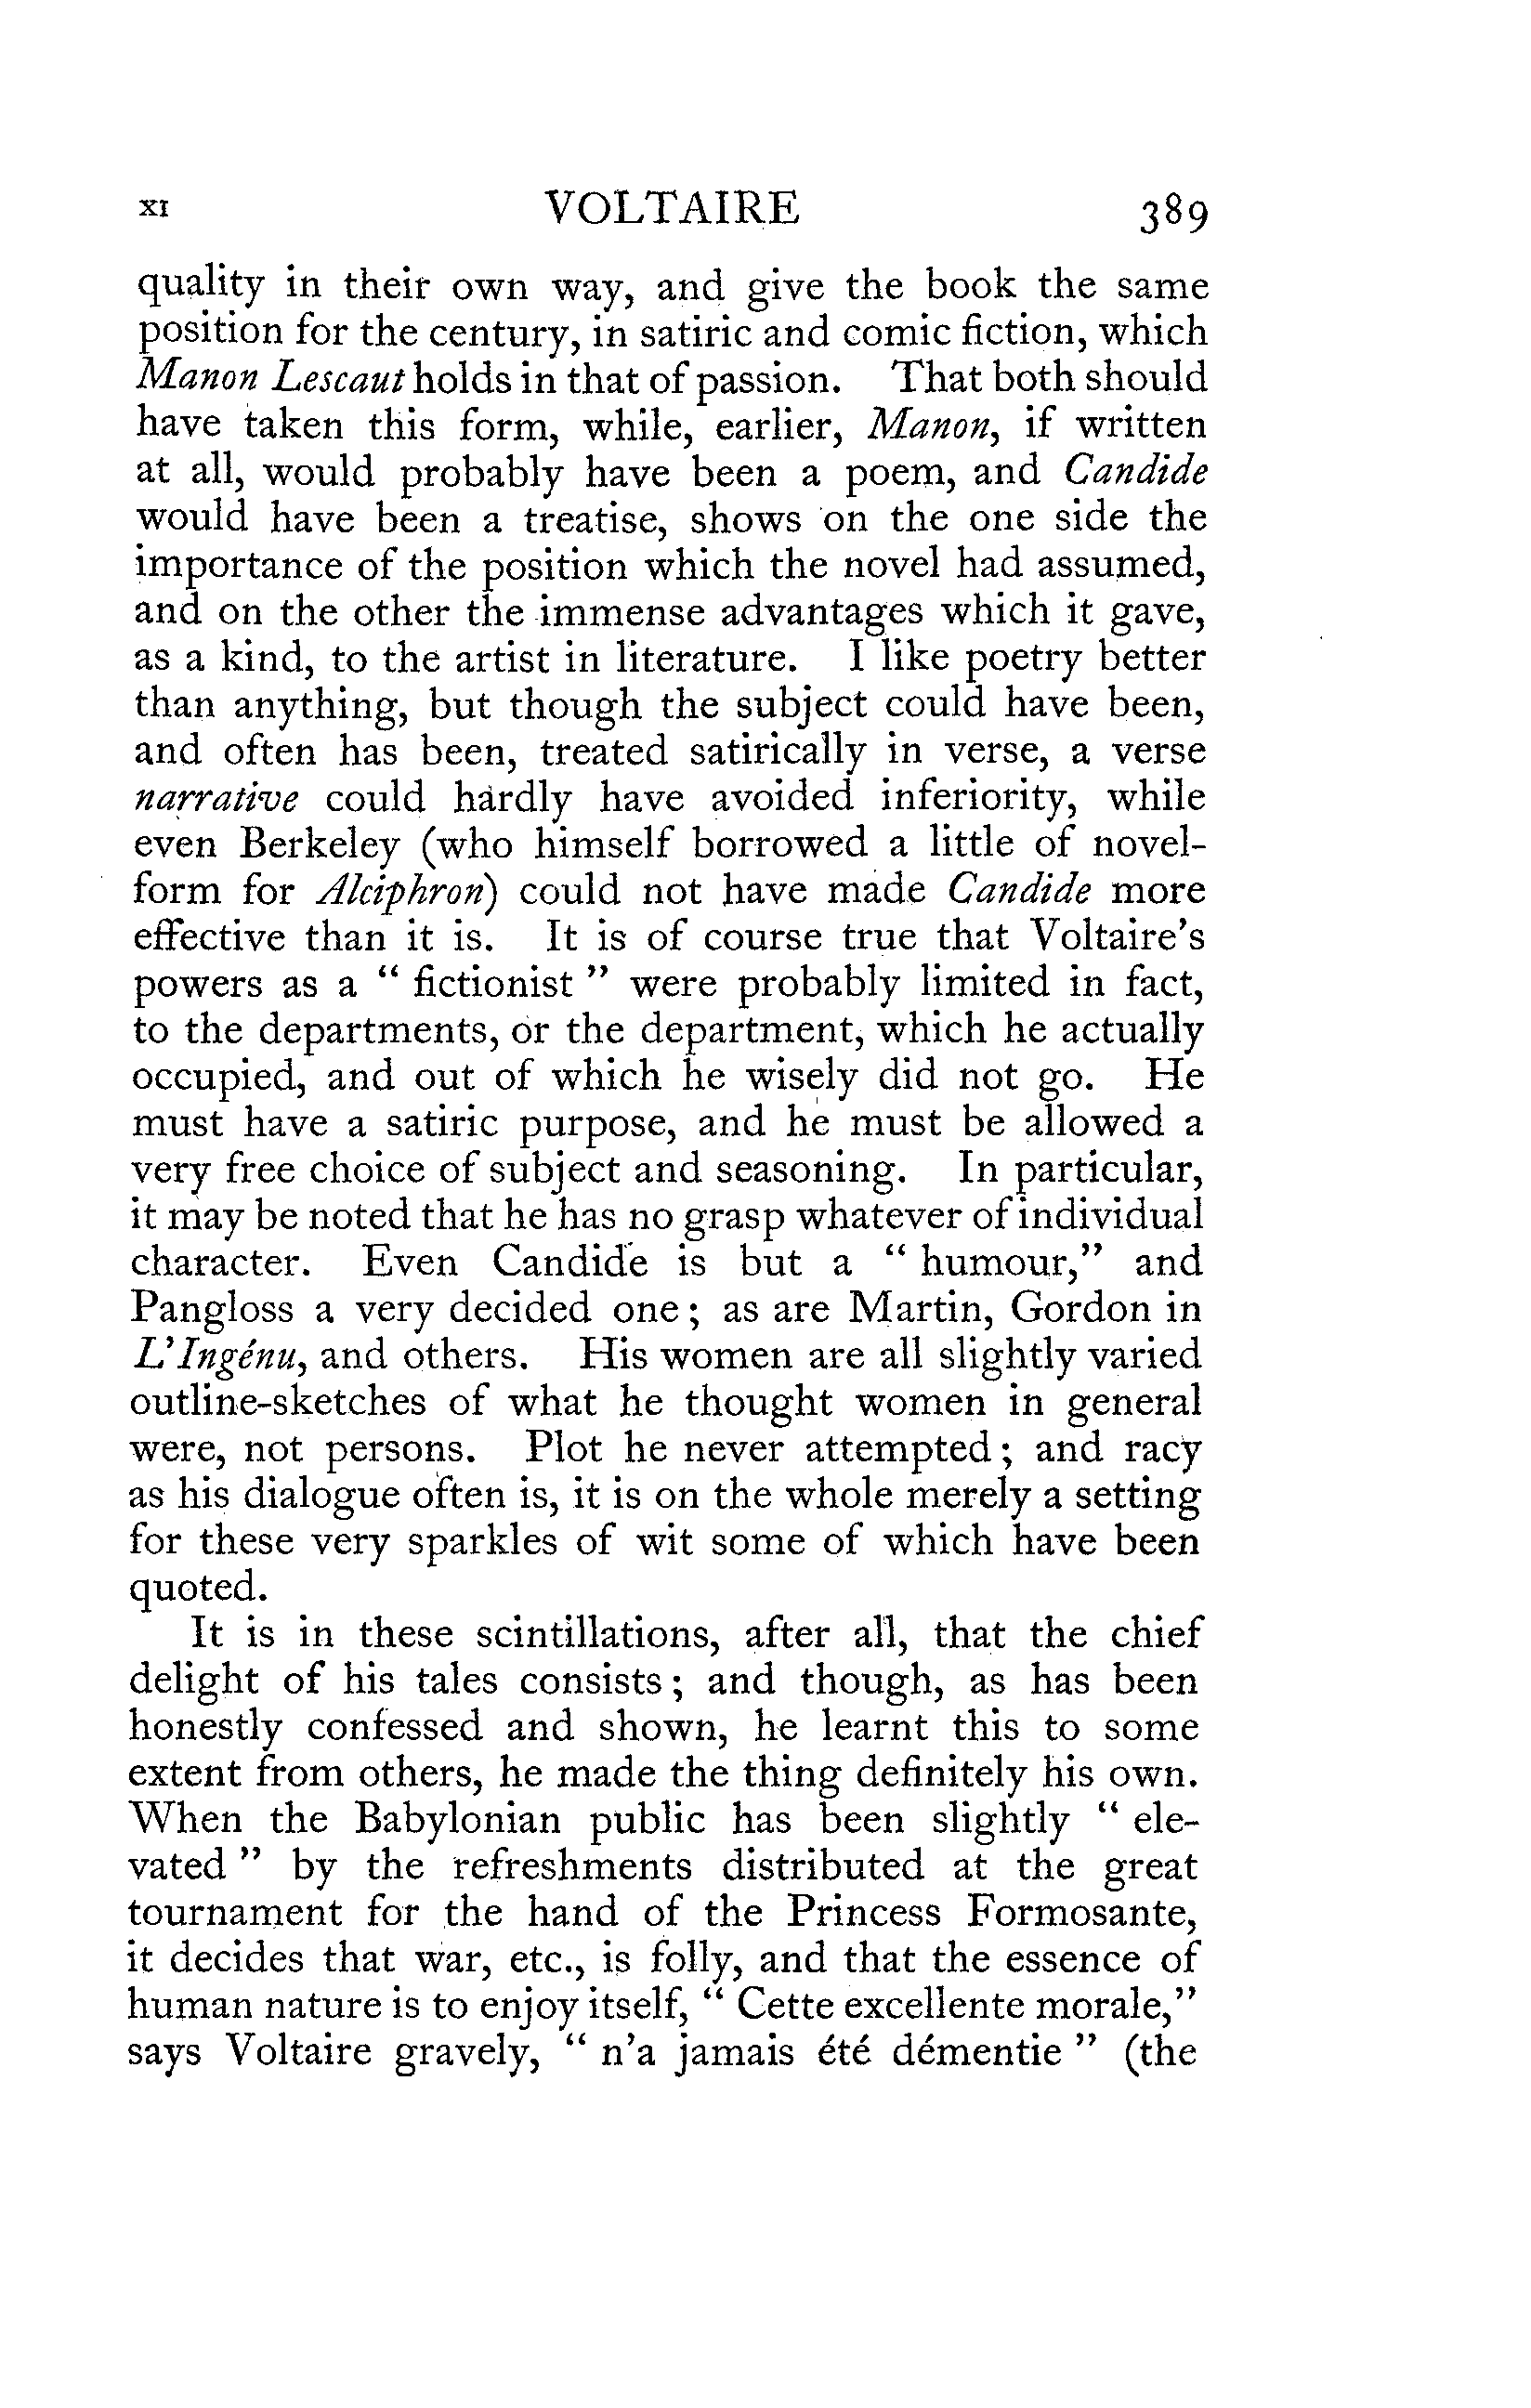 xi VOLTAIRE 389
quality in their own way, and give the book the same
position for the century, in satiric and comic fiction, which
Manon Lescaut holds in that of passion. That both should
have taken this form, while, earlier, Manon, if written
at all, would probably have been a poem, and Candide
would have been a treatise, shows on the one side the
importance of the position which the novel had assumed,
and on the other the immense advantages which it gave,
as a kind, to the artist in literature. I like poetry better
than anything, but though the subject could have been,
and often has been, treated satirically in verse, a verse
narrative could hardly have avoided inferiority, while
even Berkeley (who himself borrowed a little of novel-
form for Alciphron) could not have made Candide more
effective than it is. It is of course true that Voltaire's
powers as a “ fictionist ” were probably limited in fact,
to the departments, or the department, which he actually
occupied, and out of which he wisely did not go. He
must have a satiric purpose, and he must be allowed a
very free choice of subject and seasoning. In particular,
it may be noted that he has no grasp whatever of individual
character. Even Candide is but a “ humour,” and
Pangloss a very decided one ; as are Martin, Gordon in
L'Ingénu, and others. His women are all slightly varied
outline-sketches of what he thought women in general
were, not persons. Plot he never attempted ; and racy
as his dialogue often is, it is on the whole merely a setting
for these very sparkles of wit some of which have been
quoted.
It is in these scintillations, after all, that the chief
delight of his tales consists ; and though, as has been
honestly confessed and shown, he learnt this to some
extent from others, he made the thing definitely his own.
When the Babylonian public has been slightly “ ele-
vated ” by the refreshments distributed at the great
tournament for the hand of the Princess Formosante,
it decides that war, etc., is folly, and that the essence of
human nature is to enjoy itself, “ Cette excellente morale,”
says Voltaire gravely, “ n'a jamais été démentie ” (the